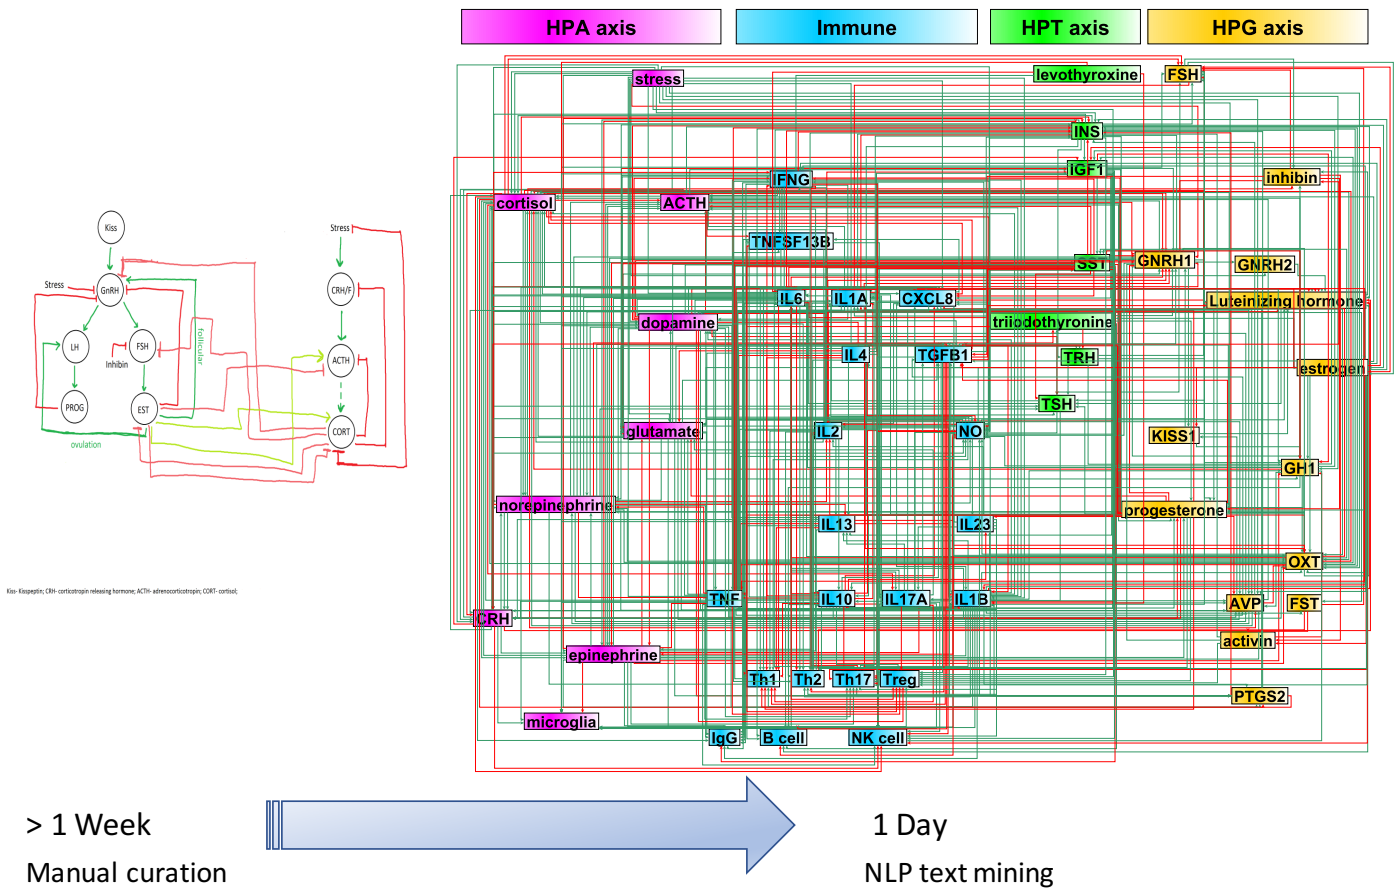 HPA axis
Immune
HPT axis
HPG axis
stress
levothyroxine
FSH
INS
IGF1
IFNG
inhibin
cortisol
ACTH
TNFSF13B
SST
GNRH1
GNRH2
IL6
IL1A
CXCL8
Luteinizing hormone
dopamine
triiodothyronine
IL4
TGFB1
TRH
estrogen
TSH
glutamate
IL2
NO
KISS1
GH1
norepinephrine
progesterone
IL13
IL23
OXT
TNF
IL10
IL17A
IL1B
AVP
FST
CRH
activin
epinephrine
Th1
Th2
Th17
Treg
PTGS2
microglia
IgG
B cell
NK cell
Kiss
Stress
Stress
GnRH
CRH/F
LH
FSH
follicular
Inhibin
ACTH
PROG
EST
CORT
ovulation
Kiss- Kisspeptin; CRH- corticotropin releasing hormone; ACTH- adrenocorticotropin; CORT- cortisol;
> 1 Week
1 Day
Manual curation
NLP text mining